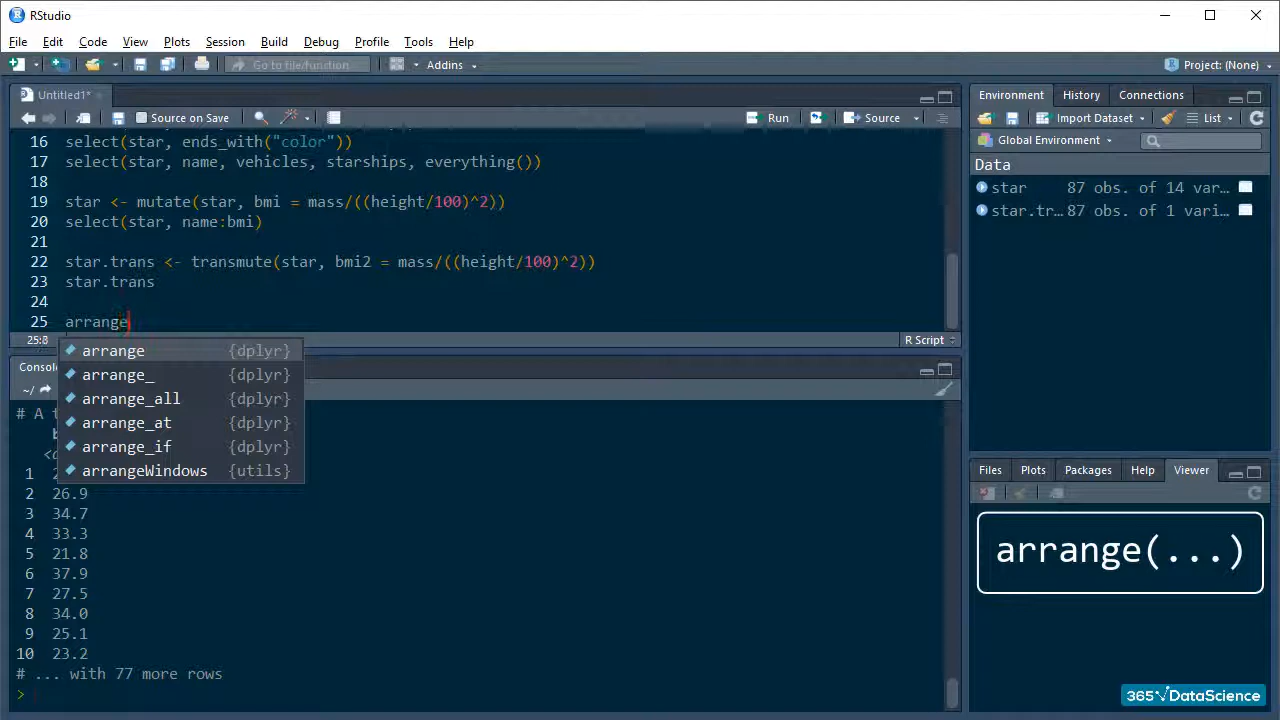 RStudio
File Edit Code View Plots Session Build Debug Profile Tools Help
Go to file/function Addins Project: (None)
Untitled1*
Source on Save Run Source
16 select(star, ends_with("color"))
17 select(star, name, vehicles, starships, everything())
18
19 star <- mutate(star, bmi = mass/((height/100)^2))
20 select(star, name:bmi)
21
22 star.trans <- transmute(star, bmi2 = mass/((height/100)^2))
23 star.trans
24
25 arrange
25:8 R Script
arrange {dplyr}
arrange_ {dplyr}
arrange_all {dplyr}
arrange_at {dplyr}
arrange_if {dplyr}
arrangeWindows {utils}
Console
~/
# A
1
2 26.9
3 34.7
4 33.3
5 21.8
6 37.9
7 27.5
8 34.0
9 25.1
10 23.2
# ... with 77 more rows
>
Environment History Connections
Import Dataset List
Global Environment
Data
star 87 obs. of 14 var...
star.tr... 87 obs. of 1 vari...
Files Plots Packages Help Viewer
arrange(...)
365 DataScience